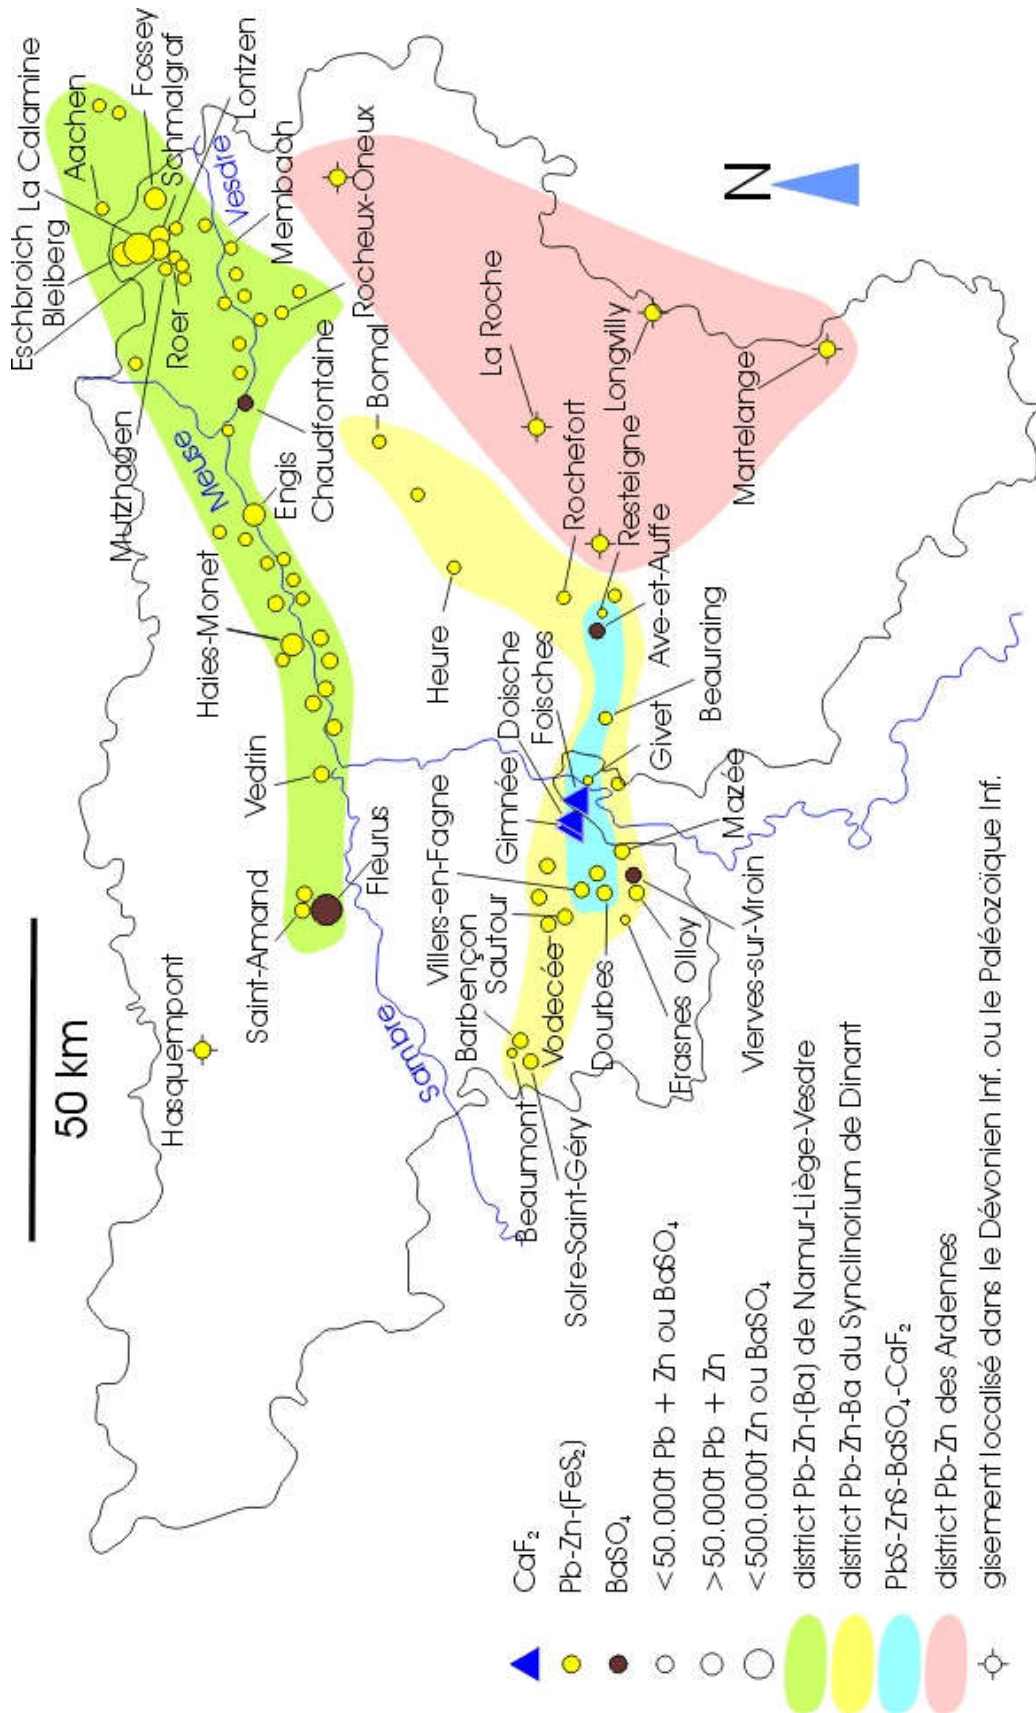 50 km
N
Hasquempont
Saint-Amand
Fleurus
Vedrin
Haies-Monet
Engis
Chaudfontaine
Mutzhagen
Eschbroich
Bleiberg
La Calamine
Aachen
Fossey
Schmalgraf
Lontzen
Roer
Membach
Rocheux-Oneux
Meuse
Vesdre
Sambre
Bomal
Heure
Rochefort
Resteigne
Ave-et-Auffe
Beauraing
Givet
Mazée
Doische
Foisches
Gimnée
Villers-en-Fagne
Sautour
Barbençon
Vodecée
Beaumont
Solre-Saint-Géry
Dourbes
Frasnes
Olloy
Vierves-sur-Viroin
La Roche
Longvilly
Martelange
CaF₂
Pb-Zn-(FeS₂)
BaSO₄
<50.000t Pb + Zn ou BaSO₄
>50.000t Pb + Zn
<500.000t Zn ou BaSO₄
district Pb-Zn-(Ba) de Namur-Liège-Vesdre
district Pb-Zn-Ba du Synclinorium de Dinant
PbS-ZnS-BaSO₄-CaF₂
district Pb-Zn des Ardennes
gisement localisé dans le Dévonien Inf. ou le Paléozoïque Inf.